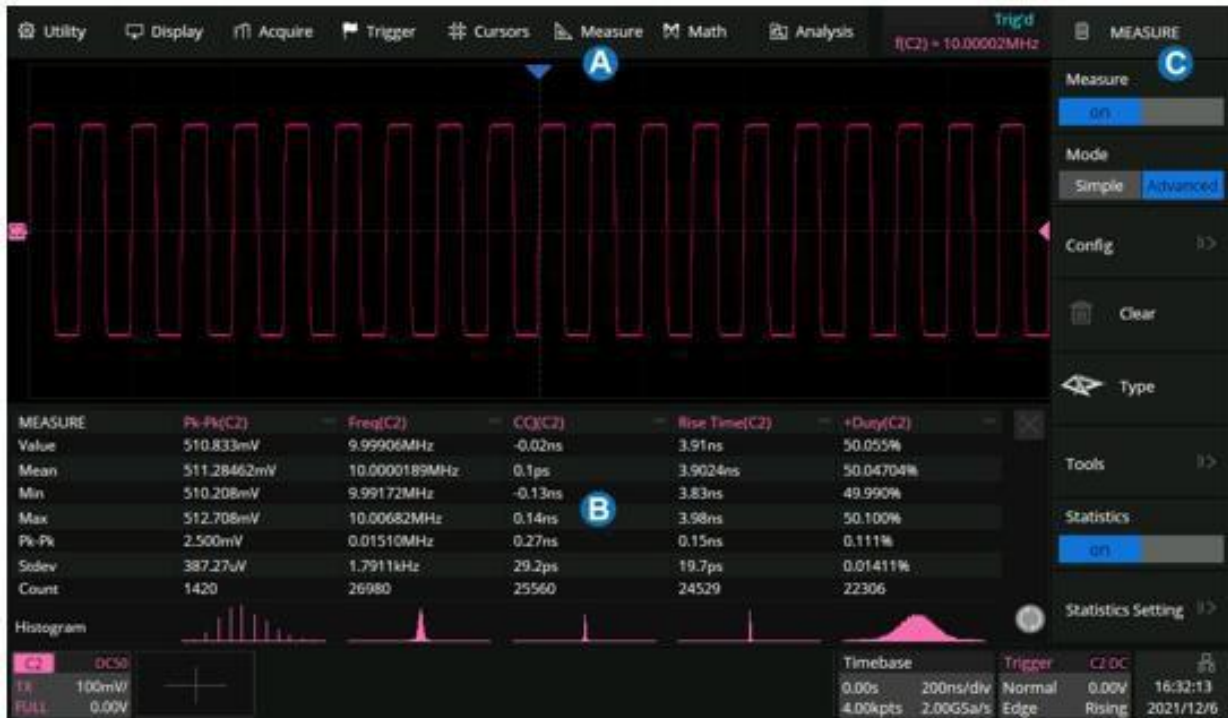 Utility Display Acquire Trigger Cursors Measure Math Analysis
Trig'd
f(C2) = 10.00002MHz
MEASURE
A
C
Measure
on
Mode
Simple Advanced
Config
Clear
Type
Tools
Statistics
on
Statistics Setting
MEASURE Pk-Pk(C2) Freq(C2) CCJ(C2) Rise Time(C2) +Duty(C2)
Value 510.833mV 9.99906MHz -0.02ns 3.91ns 50.055%
Mean 511.28462mV 10.0000189MHz 0.1ps 3.9024ns 50.04704%
Min 510.208mV 9.99172MHz -0.13ns 3.83ns 49.990%
Max 512.708mV 10.00682MHz 0.14ns 3.98ns 50.100%
B
Pk-Pk 2.500mV 0.01510MHz 0.27ns 0.15ns 0.111%
Stdev 387.27uV 1.7911kHz 29.2ps 19.7ps 0.01411%
Count 1420 26980 25560 24529 22306
Histogram
C2 DC50
1X 100mV/
FULL 0.00V
Timebase
0.00s 200ns/div
4.00kpts 2.00GSa/s
Trigger C2 DC
Normal 0.00V
Edge Rising
16:32:13
2021/12/6